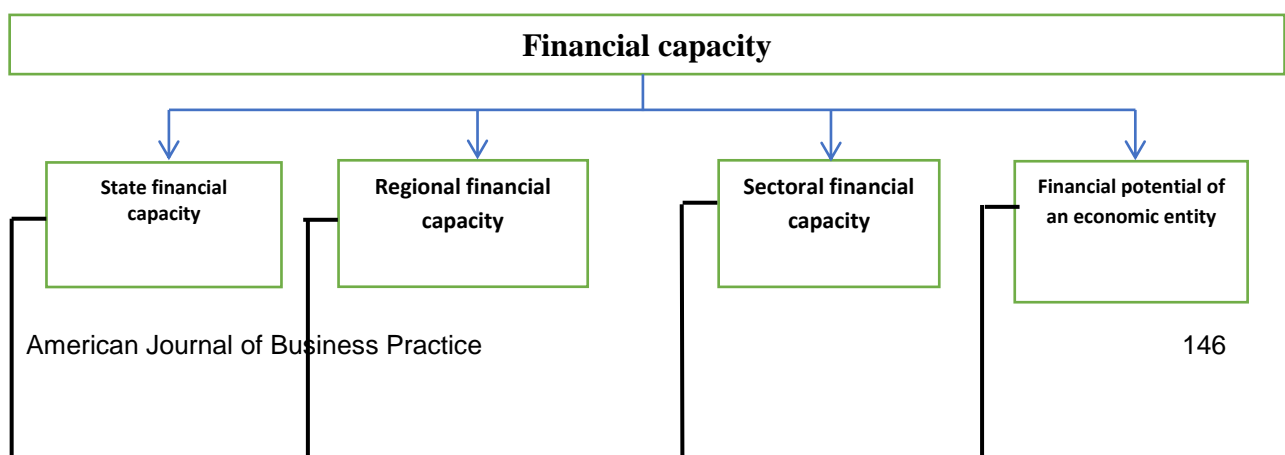 Financial capacity
State financial
capacity
Regional financial
capacity
Sectoral financial
capacity
Financial potential of
an economic entity
American Journal of Business Practice
146